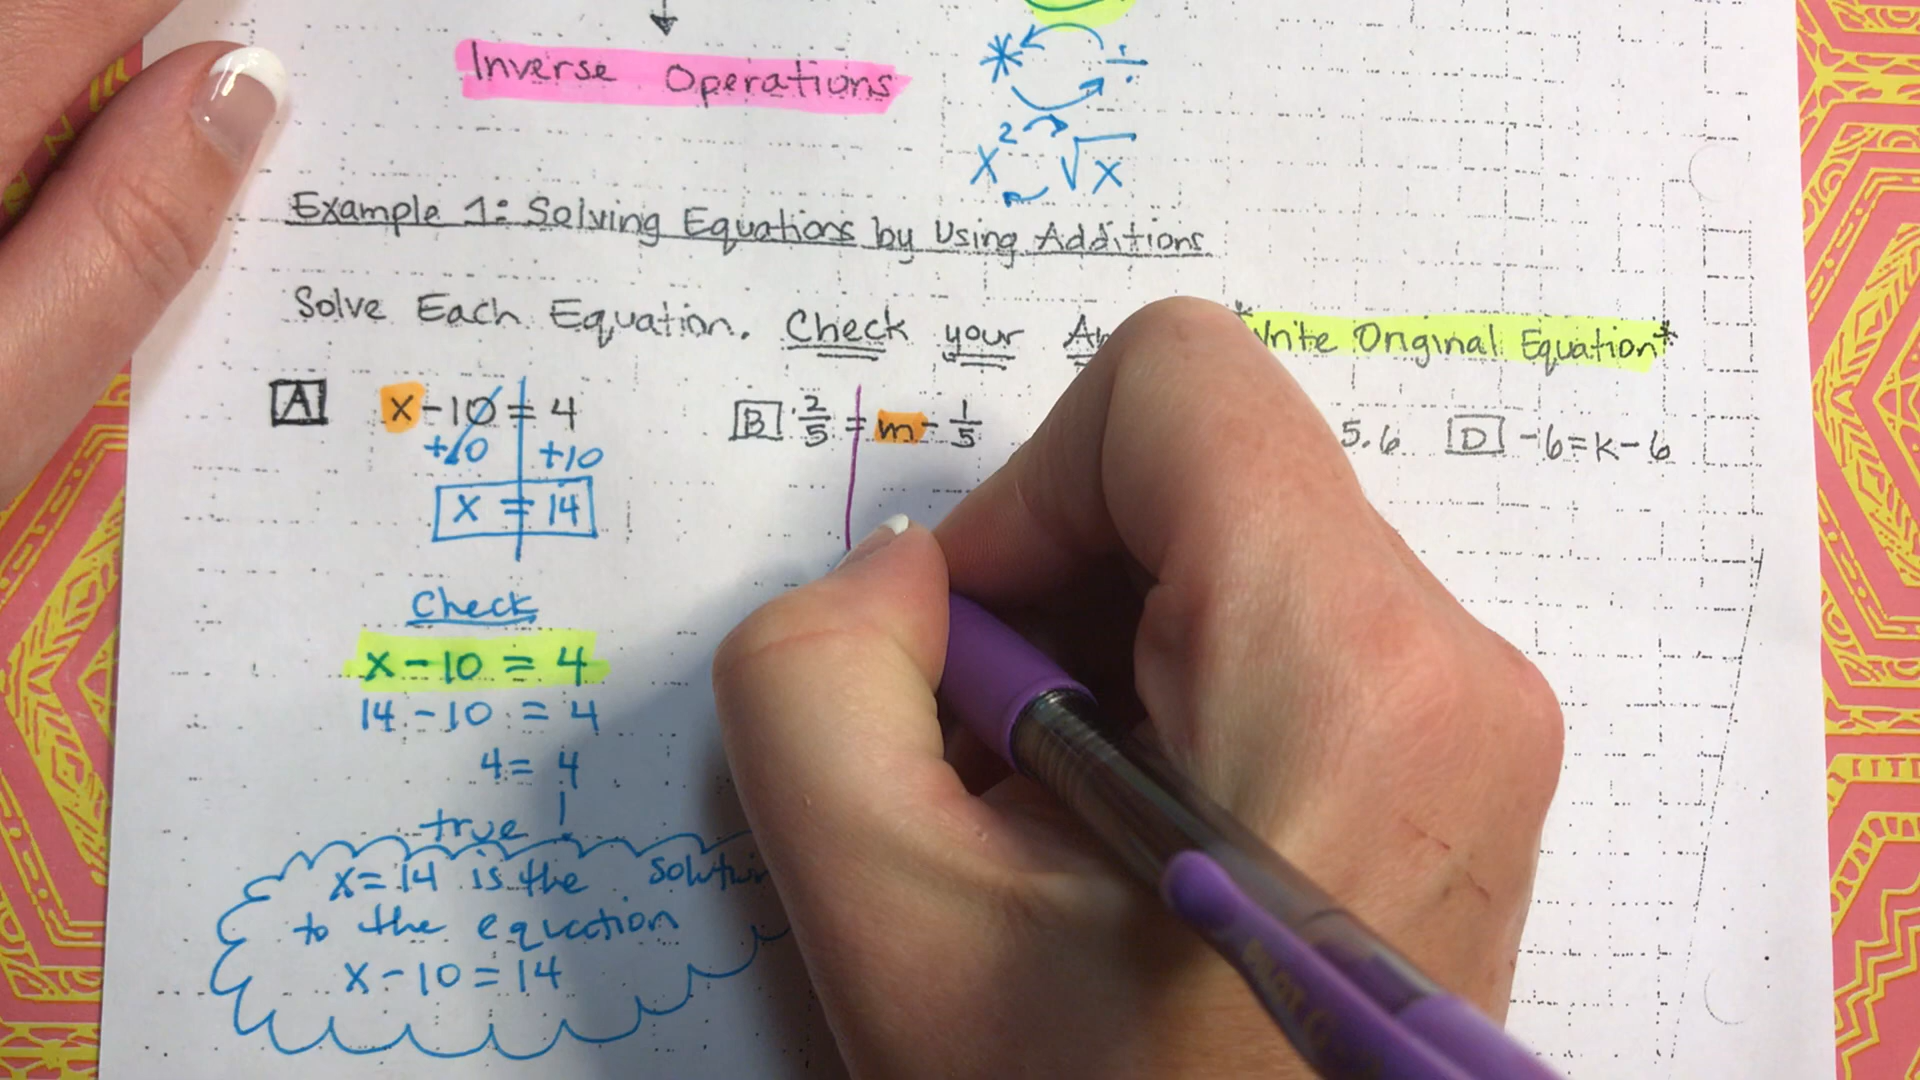 Inverse Operations
* ÷
x² √x
Example 1: Solving Equations by Using Additions
Solve Each Equation. Check your *Write Original Equation*
A x-10 = 4
+10 +10
x = 14
B 2/5 = m - 1/5
5.6
D -6=k-6
Check
x-10 = 4
14-10 = 4
4 = 4
true
x=14 is the
to the equation
x-10=14